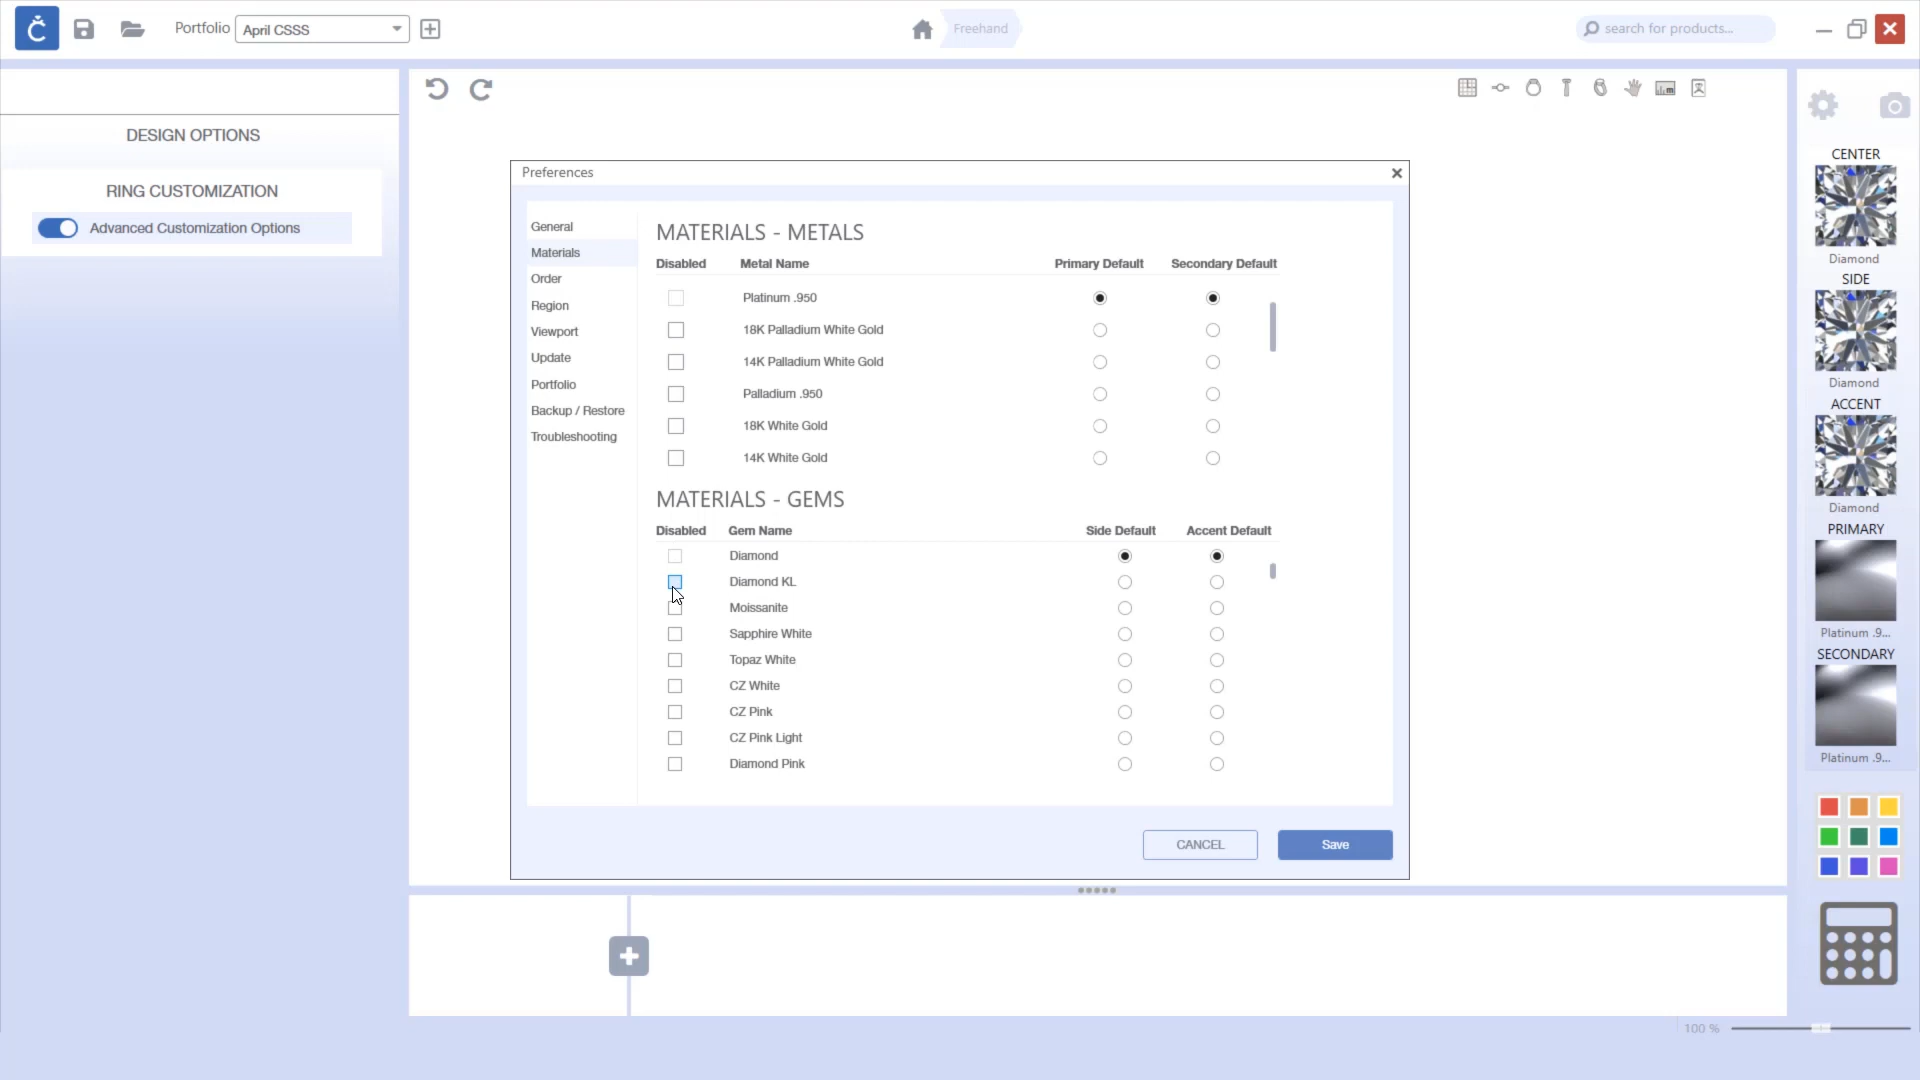 Portfolio April CSSS
Freehand
search for products...
DESIGN OPTIONS
RING CUSTOMIZATION
Advanced Customization Options
Preferences
General
Materials
Order
Region
Viewport
Update
Portfolio
Backup / Restore
Troubleshooting
MATERIALS - METALS
Disabled Metal Name Primary Default Secondary Default
Platinum .950
18K Palladium White Gold
14K Palladium White Gold
Palladium .950
18K White Gold
14K White Gold
MATERIALS - GEMS
Disabled Gem Name Side Default Accent Default
Diamond
Diamond KL
Moissanite
Sapphire White
Topaz White
CZ White
CZ Pink
CZ Pink Light
Diamond Pink
CANCEL Save
CENTER
Diamond
SIDE
Diamond
ACCENT
Diamond
PRIMARY
Platinum .9...
SECONDARY
Platinum .9...
100 %